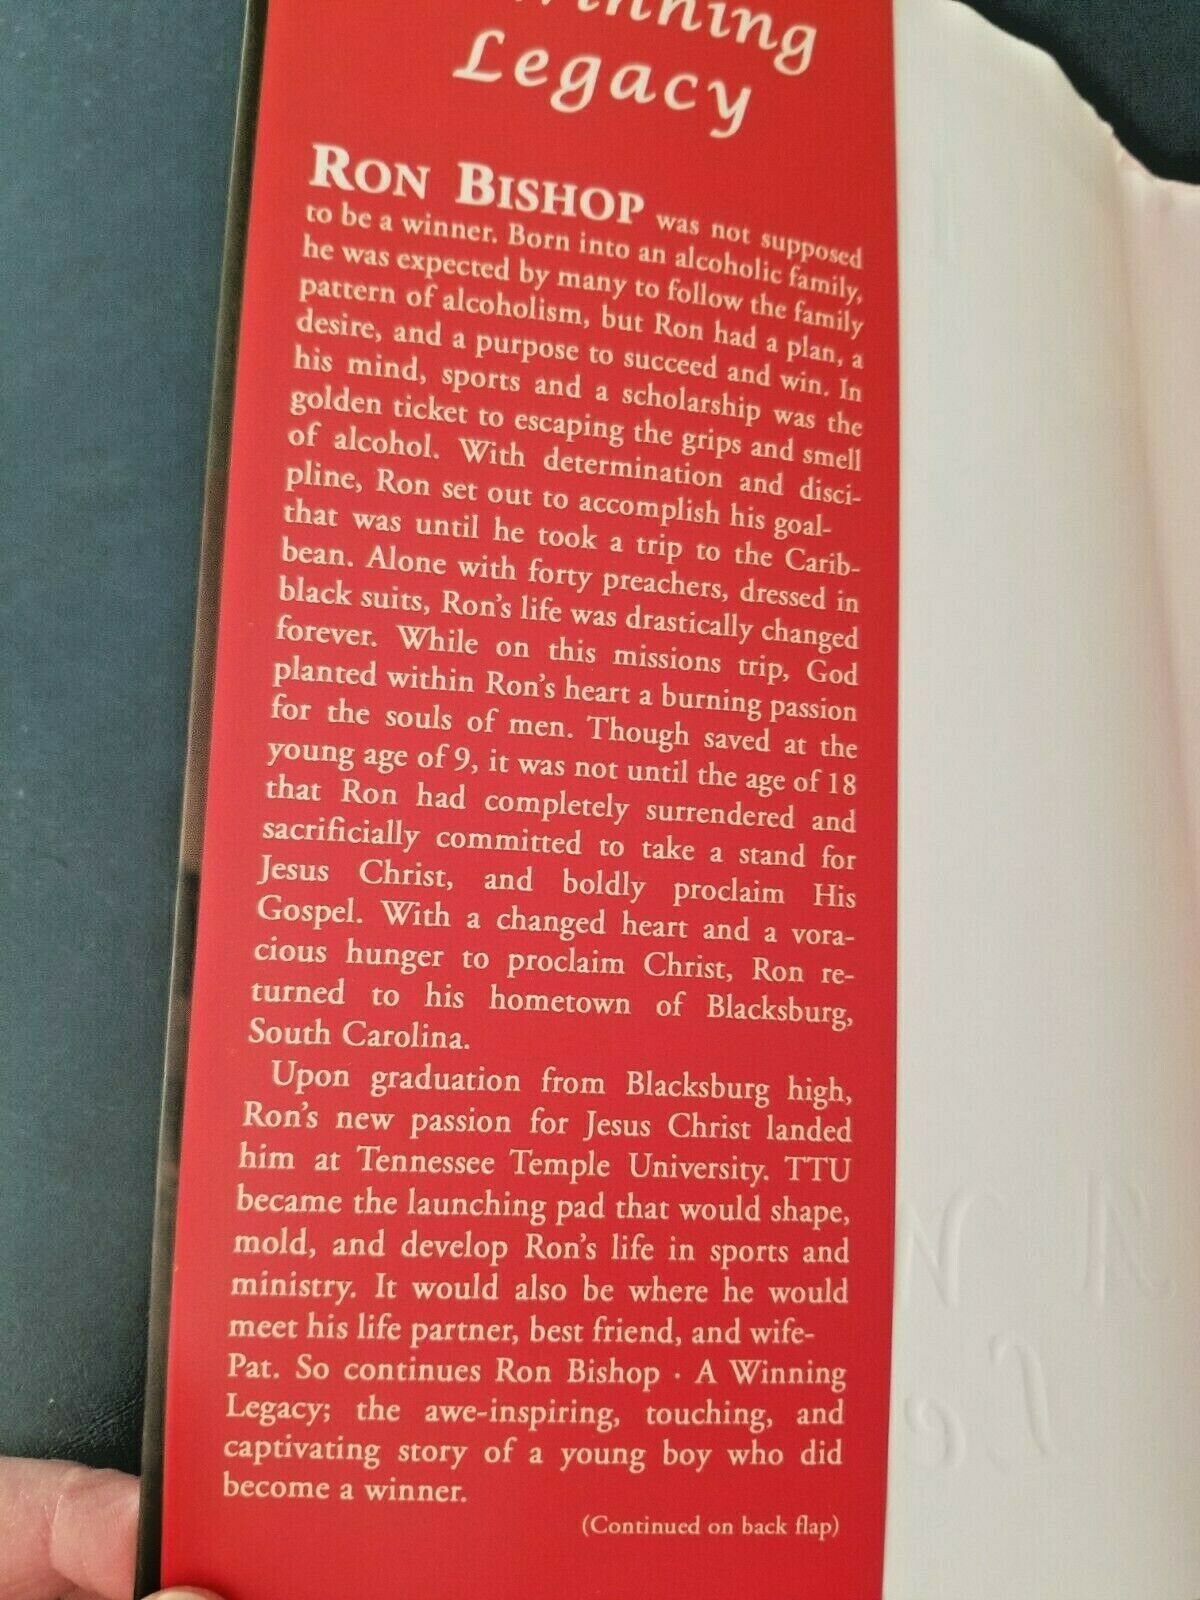 Winning
Legacy
RON BISHOP was not supposed
to be a winner. Born into an alcoholic family,
he was expected by many to follow the family
pattern of alcoholism, but Ron had a plan, a
desire, and a purpose to succeed and win. In
his mind, sports and a scholarship was the
golden ticket to escaping the grips and smell
of alcohol. With determination and disci-
pline, Ron set out to accomplish his goal-
that was until he took a trip to the Carib-
bean. Alone with forty preachers, dressed in
black suits, Ron's life was drastically changed
forever. While on this missions trip, God
planted within Ron's heart a burning passion
for the souls of men. Though saved at the
young age of 9, it was not until the age of 18
that Ron had completely surrendered and
sacrificially committed to take a stand for
Jesus Christ, and boldly proclaim His
Gospel. With a changed heart and a vora-
cious hunger to proclaim Christ, Ron re-
turned to his hometown of Blacksburg,
South Carolina.
Upon graduation from Blacksburg high,
Ron's new passion for Jesus Christ landed
him at Tennessee Temple University. TTU
became the launching pad that would shape,
mold, and develop Ron's life in sports and
ministry. It would also be where he would
meet his life partner, best friend, and wife-
Pat. So continues Ron Bishop · A Winning
Legacy; the awe-inspiring, touching, and
captivating story of a young boy who did
become a winner.
(Continued on back flap)